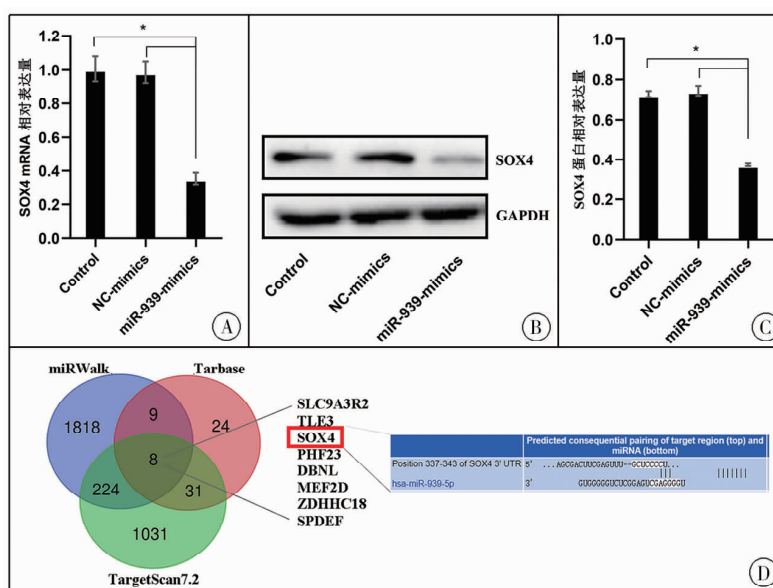 SOX4 mRNA 相对表达量
1.2
1.0
0.8
0.6
0.4
0.2
0.0
*
Control
NC-mimics
miR-939-mimics
A
SOX4
GAPDH
Control
NC-mimics
miR-939-mimics
B
SOX4 蛋白相对表达量
1.0
0.8
0.6
0.4
0.2
0.0
*
Control
NC-mimics
miR-939-mimics
C
miRWalk
Tarbase
1818
9
24
8
224
31
1031
TargetScan7.2
SLC9A3R2
TLE3
SOX4
PHF23
DBNL
MEF2D
ZDHHC18
SPDEF
Predicted consequential pairing of target region (top) and
miRNA (bottom)
Position 337-343 of SOX4 3' UTR 5' ...AGCGACUUCGAGUUU--GCUCCCCU...
hsa-miR-939-5p 3' GUGGGGGUCUCGGAGUCGAGGGGU
D